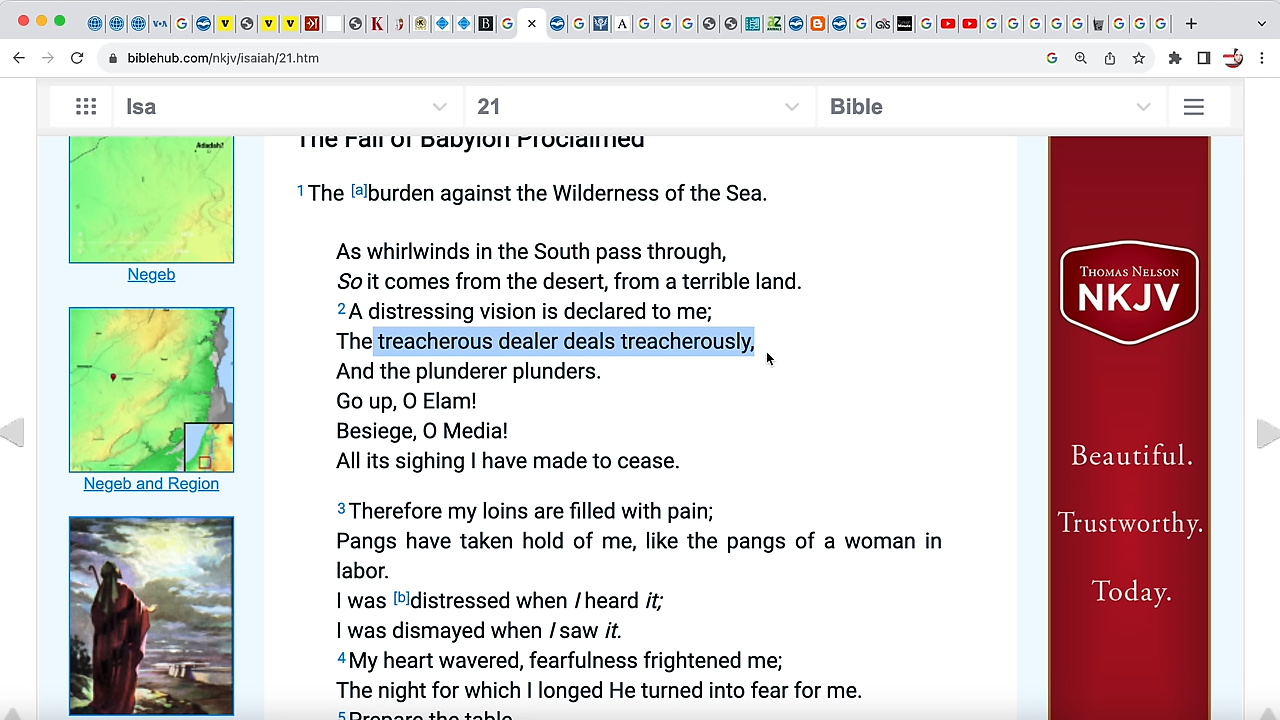 biblehub.com/nkjv/isaiah/21.htm
Isa
21
Bible
Adadah?
Negeb
Negeb and Region
The Fall of Babylon Proclaimed
1 The [a]burden against the Wilderness of the Sea.
As whirlwinds in the South pass through,
So it comes from the desert, from a terrible land.
2 A distressing vision is declared to me;
The treacherous dealer deals treacherously,
And the plunderer plunders.
Go up, O Elam!
Besiege, O Media!
All its sighing I have made to cease.
3 Therefore my loins are filled with pain;
Pangs have taken hold of me, like the pangs of a woman in
labor.
I was [b]distressed when I heard it;
I was dismayed when I saw it.
4 My heart wavered, fearfulness frightened me;
The night for which I longed He turned into fear for me.
5 Prepare the table
THOMAS NELSON
NKJV
Beautiful.
Trustworthy.
Today.